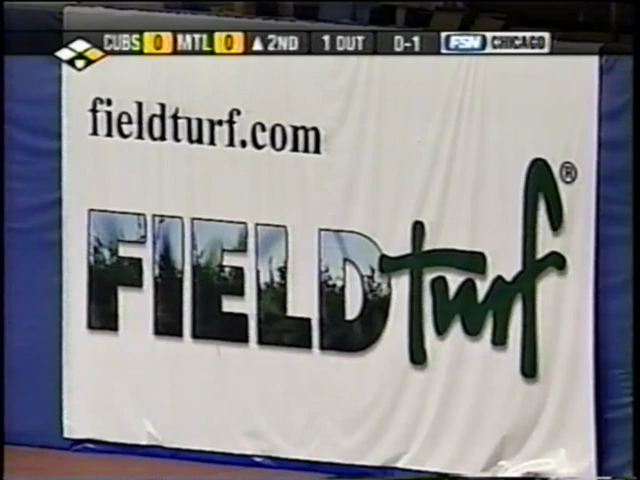 CUBS 0 MTL 0 ▲2ND 1 OUT 0-1 FSN CHICAGO
fieldturf.com
FIELDturf®